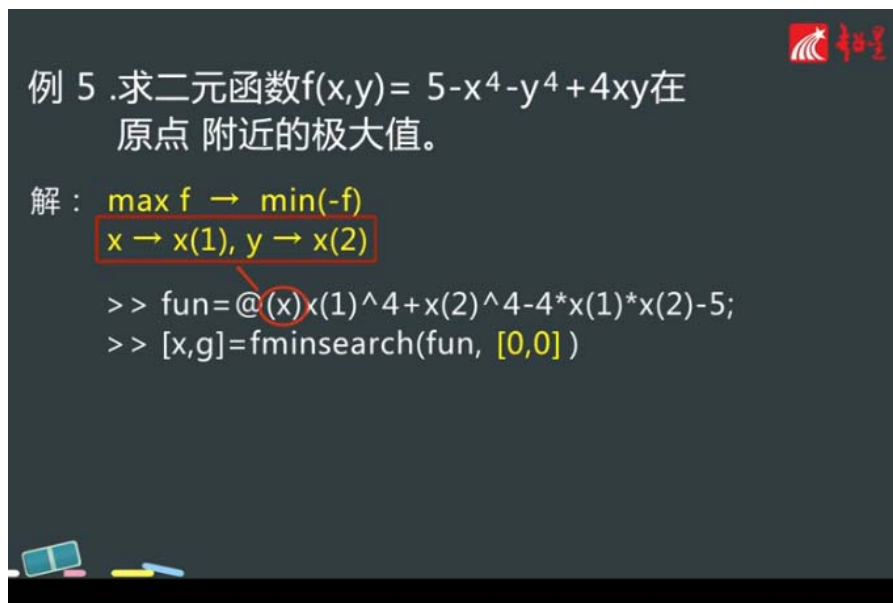 例 5 .求二元函数f(x,y)= 5-x⁴-y⁴+4xy在
原点 附近的极大值。
解： max f → min(-f)
x → x(1), y → x(2)
>> fun=@(x)x(1)^4+x(2)^4-4*x(1)*x(2)-5;
>> [x,g]=fminsearch(fun, [0,0] )